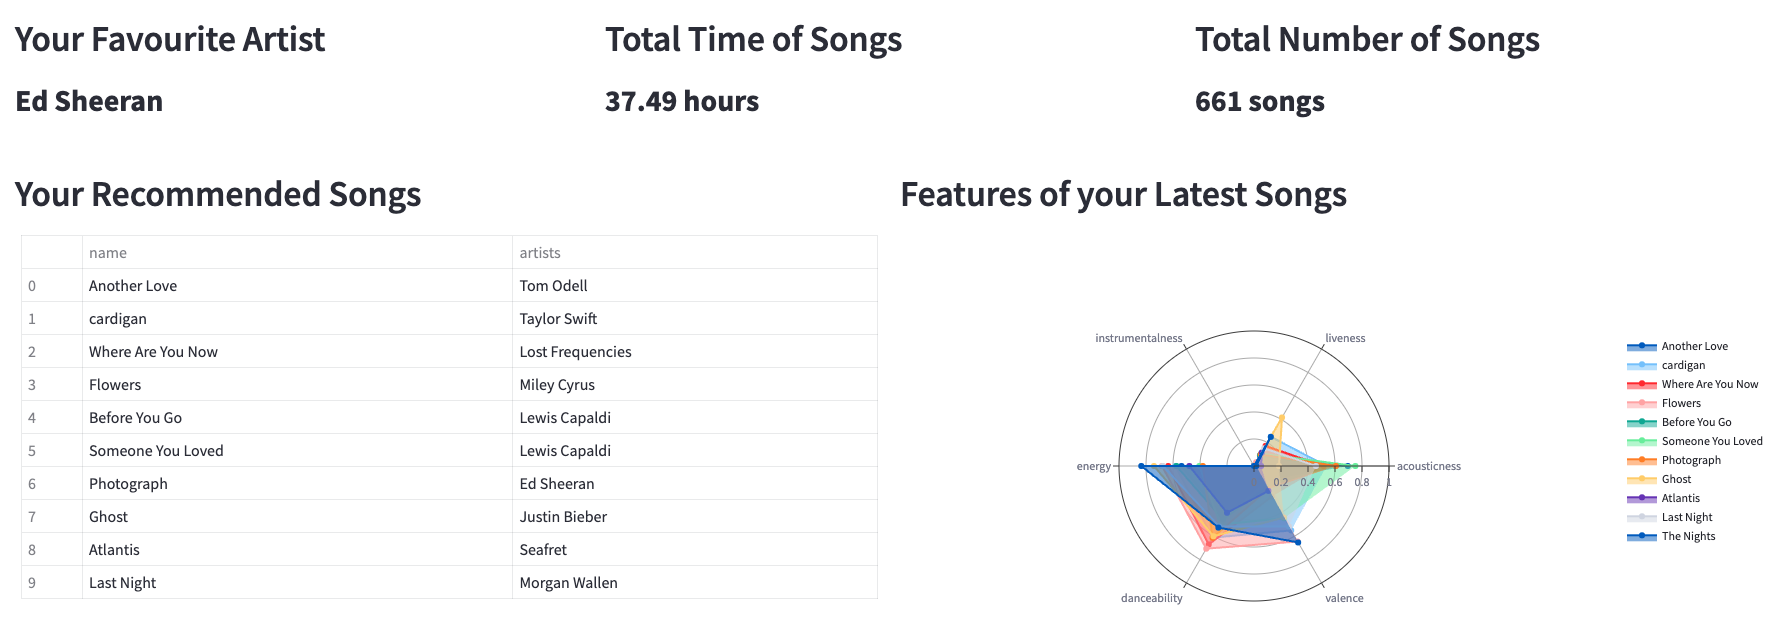 Your Favourite Artist
Total Time of Songs
Total Number of Songs
Ed Sheeran
37.49 hours
661 songs
Your Recommended Songs
Features of your Latest Songs
name artists
0 Another Love Tom Odell
1 cardigan Taylor Swift
2 Where Are You Now Lost Frequencies
3 Flowers Miley Cyrus
4 Before You Go Lewis Capaldi
5 Someone You Loved Lewis Capaldi
6 Photograph Ed Sheeran
7 Ghost Justin Bieber
8 Atlantis Seafret
9 Last Night Morgan Wallen
instrumentalness
liveness
energy
acousticness
0.2 0.4 0.6 0.8 1
danceability
valence
Another Love
cardigan
Where Are You Now
Flowers
Before You Go
Someone You Loved
Photograph
Ghost
Atlantis
Last Night
The Nights